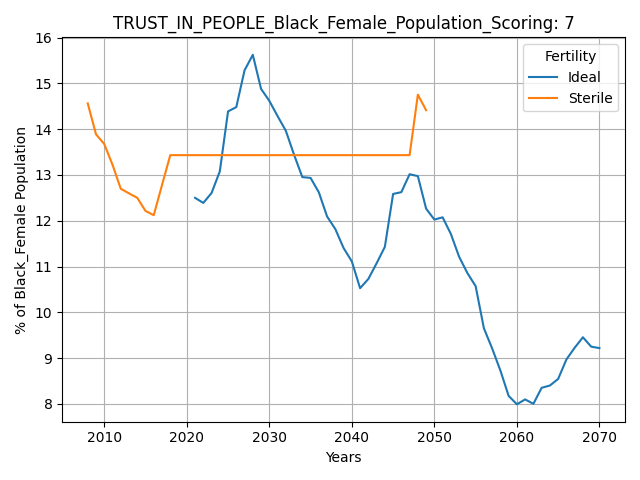 TRUST_IN_PEOPLE_Black_Female_Population_Scoring: 7
16
15
14
13
12
11
10
9
8
% of Black_Female Population
Fertility
Ideal
Sterile
2010 2020 2030 2040 2050 2060 2070
Years